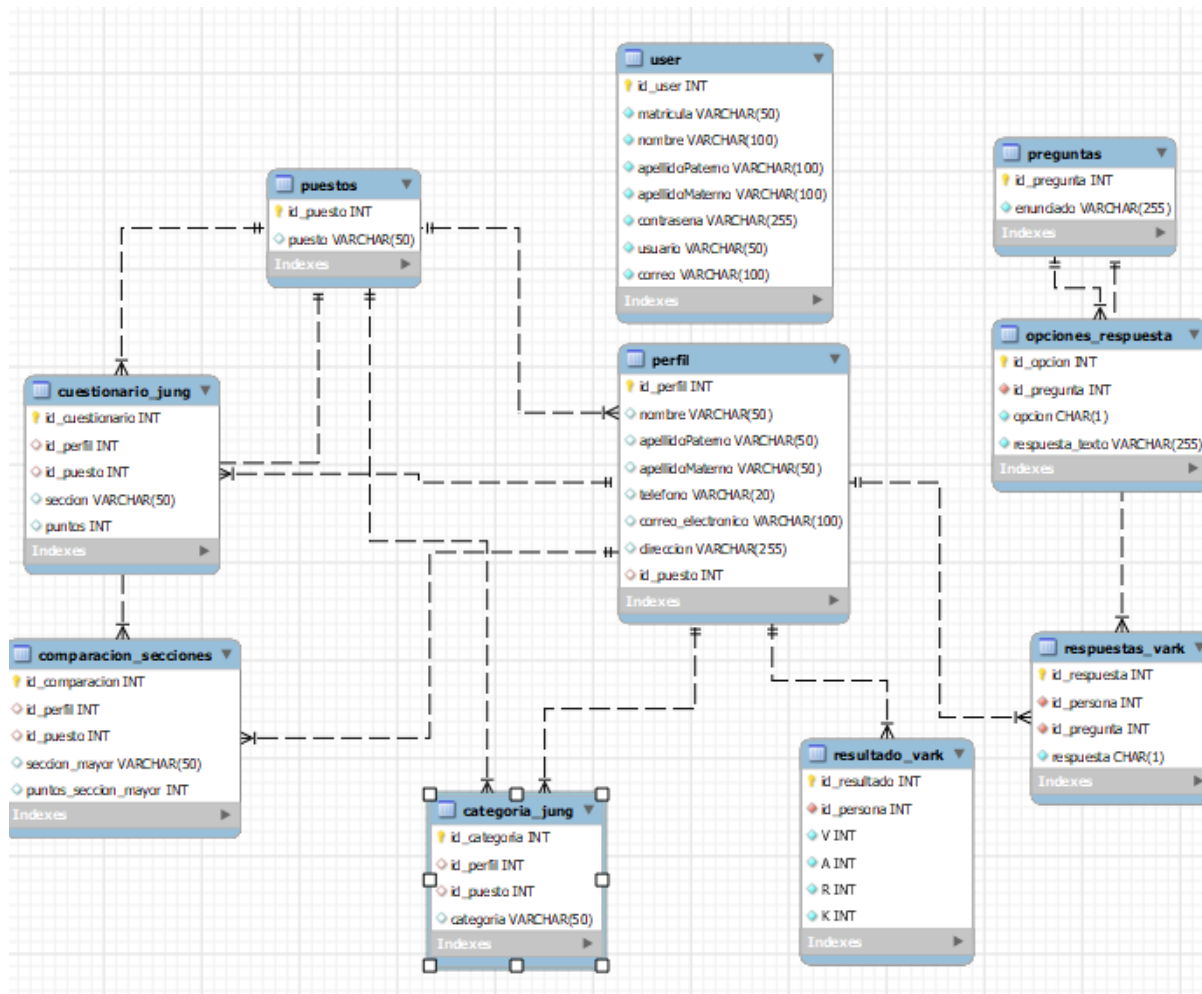 user
id_user INT
matricula VARCHAR(50)
nombre VARCHAR(100)
apellidoPaterno VARCHAR(100)
apellidoMaterno VARCHAR(100)
contrasena VARCHAR(255)
usuario VARCHAR(50)
correo VARCHAR(100)
Indexes
puestos
id_puesto INT
puesto VARCHAR(50)
Indexes
preguntas
id_pregunta INT
enunciado VARCHAR(255)
Indexes
cuestionario_jung
id_cuestionario INT
id_perfil INT
id_puesto INT
seccion VARCHAR(50)
puntos INT
Indexes
perfil
id_perfil INT
nombre VARCHAR(50)
apellidoPaterno VARCHAR(50)
apellidoMaterno VARCHAR(50)
telefono VARCHAR(20)
correo_electronico VARCHAR(100)
direccion VARCHAR(255)
id_puesto INT
Indexes
opciones_respuesta
id_opcion INT
id_pregunta INT
opcion CHAR(1)
respuesta_texto VARCHAR(255)
Indexes
comparacion_secciones
id_comparacion INT
id_perfil INT
id_puesto INT
seccion_mayor VARCHAR(50)
puntos_seccion_mayor INT
Indexes
categoria_jung
id_categoria INT
id_perfil INT
id_puesto INT
categoria VARCHAR(50)
Indexes
resultado_vark
id_resultado INT
id_persona INT
V INT
A INT
R INT
K INT
Indexes
respuestas_vark
id_respuesta INT
id_persona INT
id_pregunta INT
respuesta CHAR(1)
Indexes